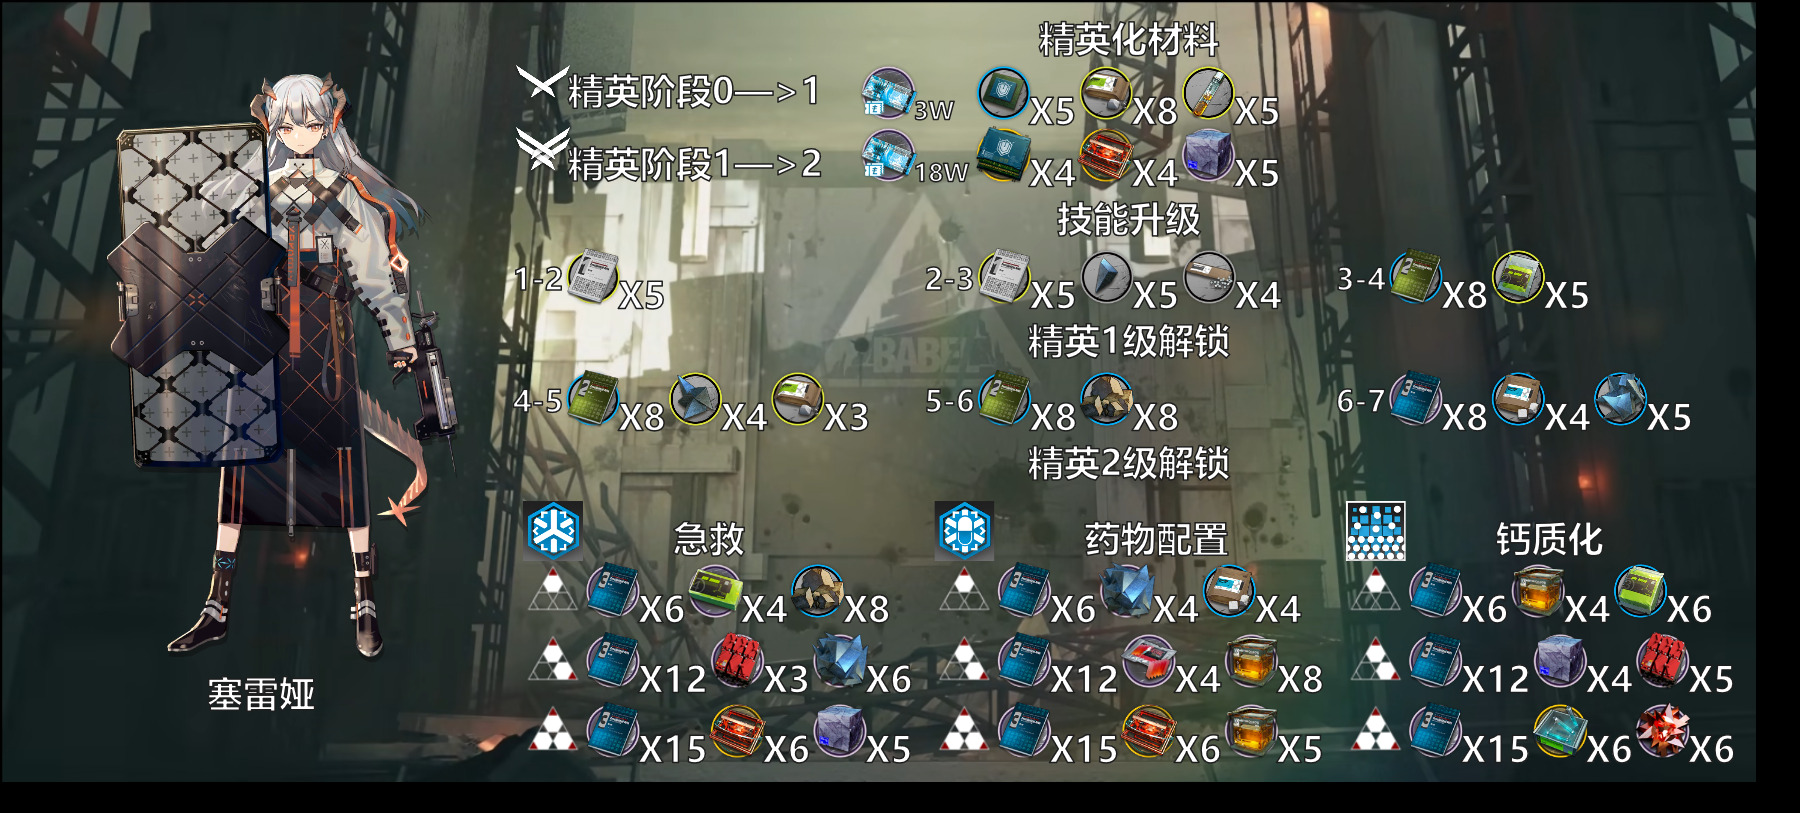 精英化材料
精英阶段0—>1 3W X5 X8 X5
精英阶段1—>2 18W X4 X4 X5
技能升级
1-2 X5 2-3 X5 X5 X4 3-4 X8 X5
精英1级解锁
BABEL
4-5 X8 X4 X3 5-6 X8 X8 6-7 X8 X4 X5
精英2级解锁
急救 药物配置 钙质化
X6 X4 X8 X6 X4 X4 X6 X4 X6
X12 X3 X6 X12 X4 X8 X12 X4 X5
X15 X6 X5 X15 X6 X5 X15 X6 X6
塞雷娅